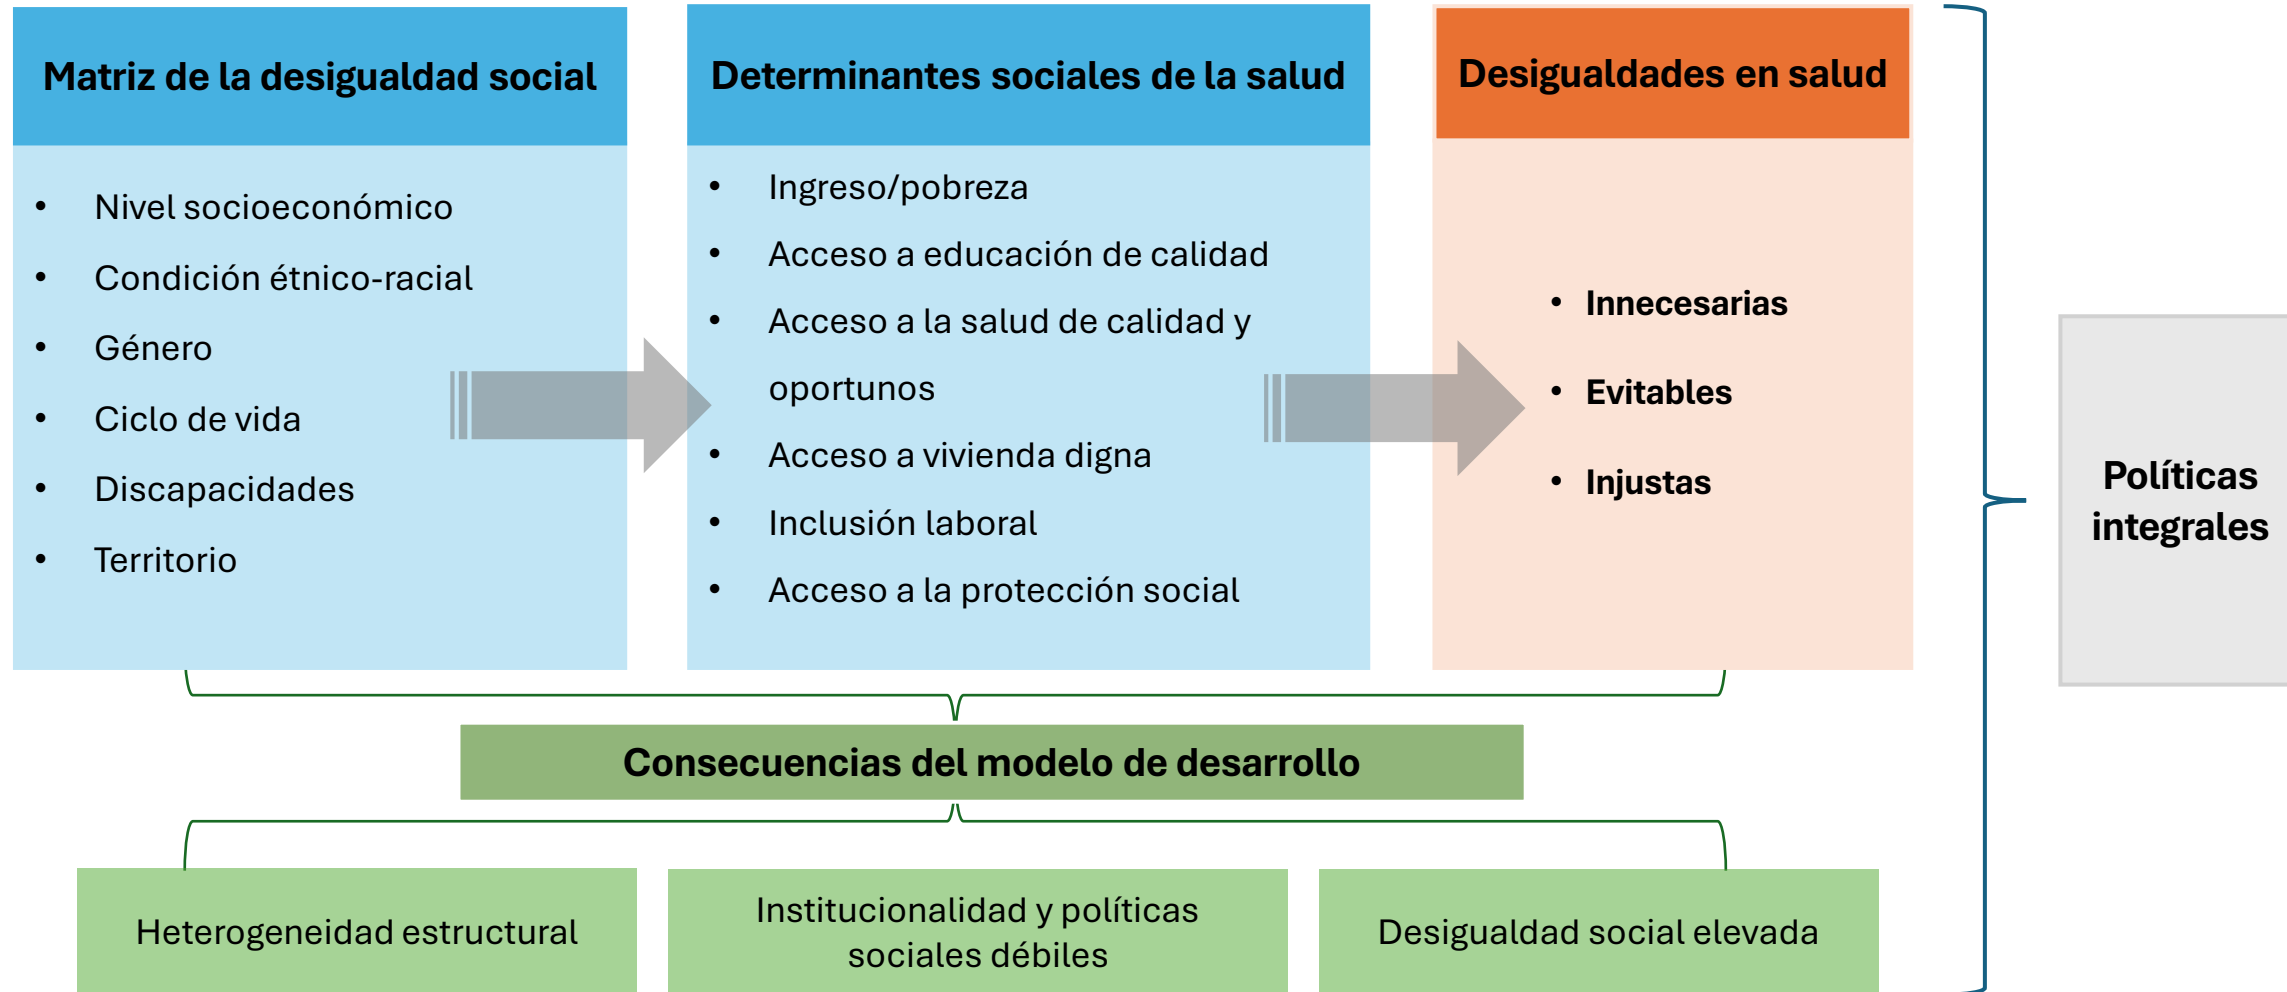 Matriz de la desigualdad social
• Nivel socioeconómico
• Condición étnico-racial
• Género
• Ciclo de vida
• Discapacidades
• Territorio
Determinantes sociales de la salud
• Ingreso/pobreza
• Acceso a educación de calidad
• Acceso a la salud de calidad y
oportunos
• Acceso a vivienda digna
• Inclusión laboral
• Acceso a la protección social
Desigualdades en salud
• Innecesarias
• Evitables
• Injustas
Políticas
integrales
Consecuencias del modelo de desarrollo
Heterogeneidad estructural
Institucionalidad y políticas
sociales débiles
Desigualdad social elevada